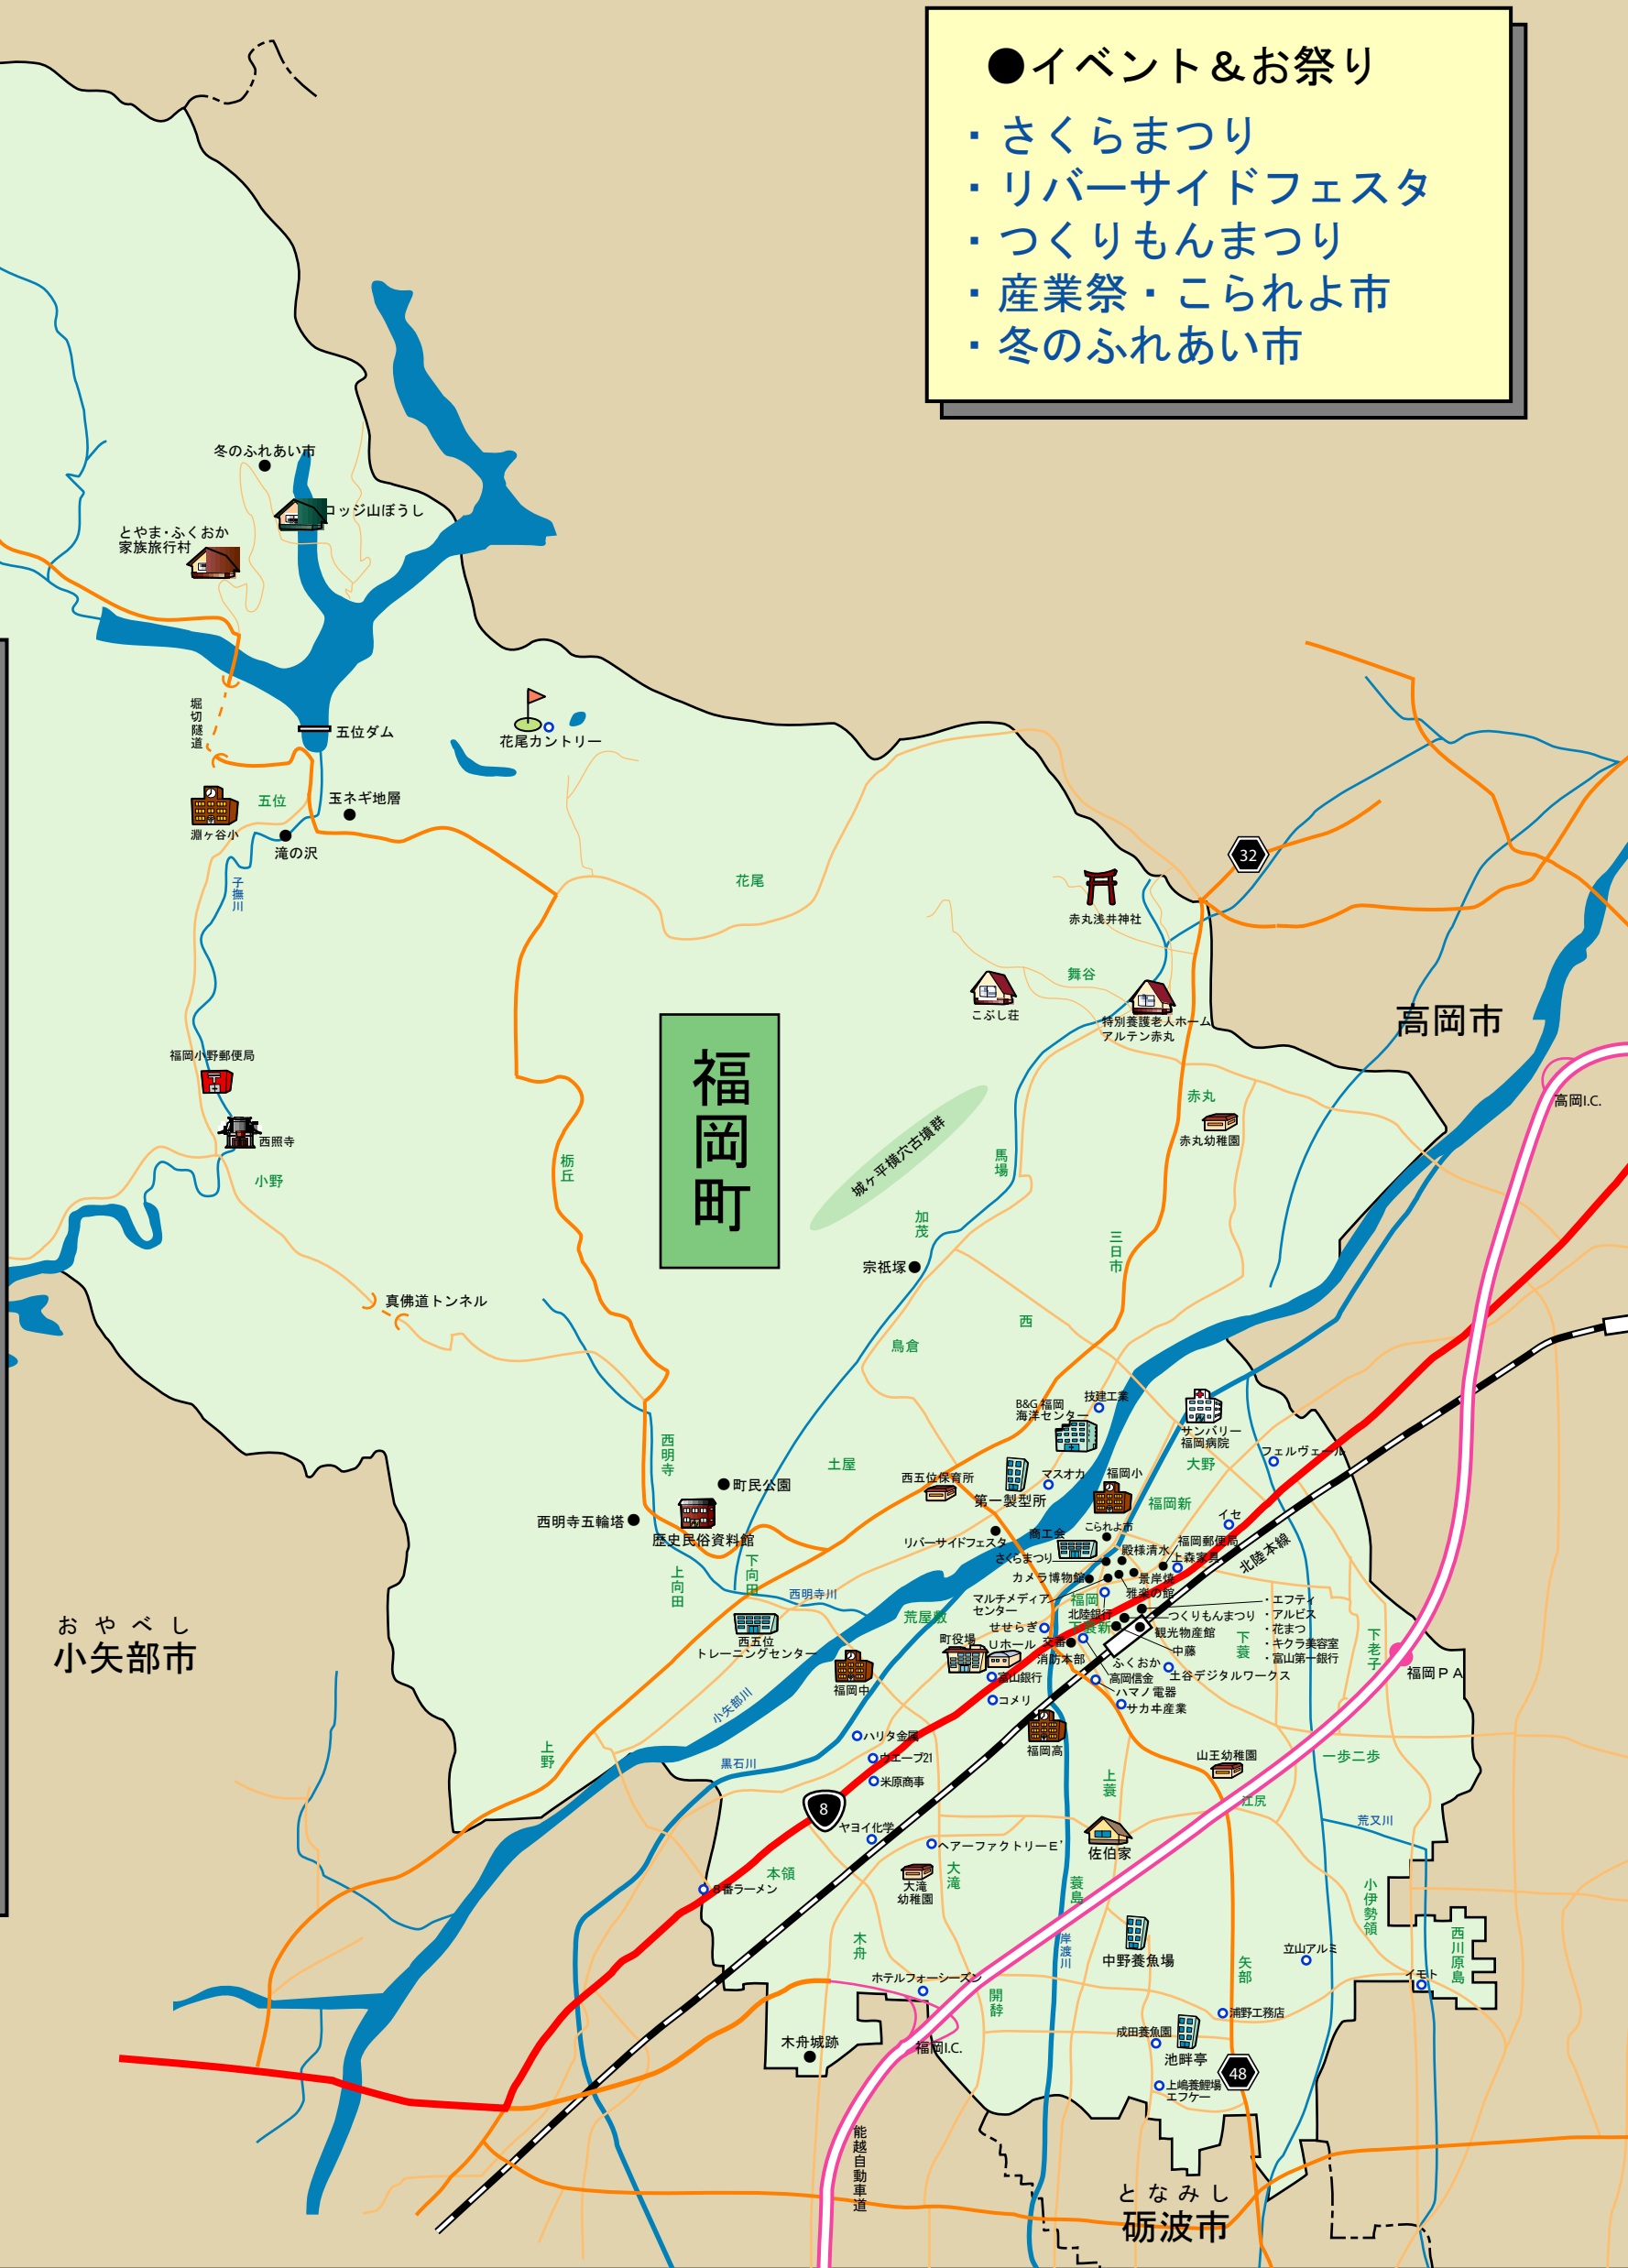 ●イベント＆お祭り
・さくらまつり
・リバーサイドフェスタ
・つくりもんまつり
・産業祭・こられよ市
・冬のふれあい市
冬のふれあい市
コッジ山ぼうし
とやま・ふくおか
家族旅行村
堀切隧道
五位ダム
花尾カントリー
五位
玉ネギ地層
淵ヶ谷小
滝の沢
子撫川
花尾
32
赤丸浅井神社
舞谷
こぶし荘
特別養護老人ホーム
アルテン赤丸
高岡市
高岡I.C.
福岡小野郵便局
西照寺
小野
福岡町
城ヶ平横穴古墳群
赤丸
赤丸幼稚園
馬場
栃丘
加茂
三日市
宗祇塚
真佛道トンネル
西
鳥倉
B&G 福岡
海洋センター
技建工業
サンバリー
福岡病院
フェルヴェール
西明寺
土屋
大野
町民公園
西五位保育所
第一製型所
マスオカ
福岡小
福岡新
西明寺五輪塔
歴史民俗資料館
リバーサイドフェスタ
商工会
こられよ市
イセ
福岡郵便局
北陸本線
さくらまつり
殿様清水
上森家具
カメラ博物館
景岸焼
雅楽の館
上向田
下向田
西明寺川
マルチメディア
センター
福岡
北陸銀行
下蓑新
つくりもんまつり
・エフティ
・アルビス
・花まつ
・キクラ美容室
・富山第一銀行
荒屋敷
せせらぎ
観光物産館
下蓑
下老子
西五位
トレーニングセンター
町役場
Uホール
交番
消防本部
中藤
ふくおか
土谷デジタルワークス
福岡ＰＡ
福岡中
富山銀行
高岡信金
ハマノ電器
コメリ
サカキ産業
おやべし
小矢部市
小矢部川
ハリタ金属
福岡高
上野
黒石川
ウエーブ21
米原商事
山王幼稚園
一歩二歩
上蓑
江尻
8
ヤヨイ化学
ヘアーファクトリーE'
佐伯家
荒又川
本領
8番ラーメン
大滝
幼稚園
大滝
蓑島
小伊勢領
木舟
岸渡川
中野養魚場
矢部
立山アルミ
西川原島
ホテルフォーシーズン
イモト
開䦰
浦野工務店
木舟城跡
福岡I.C.
成田養魚園
池畔亭
48
上嶋養鯉場
エフケー
能越自動車道
となみし
砺波市